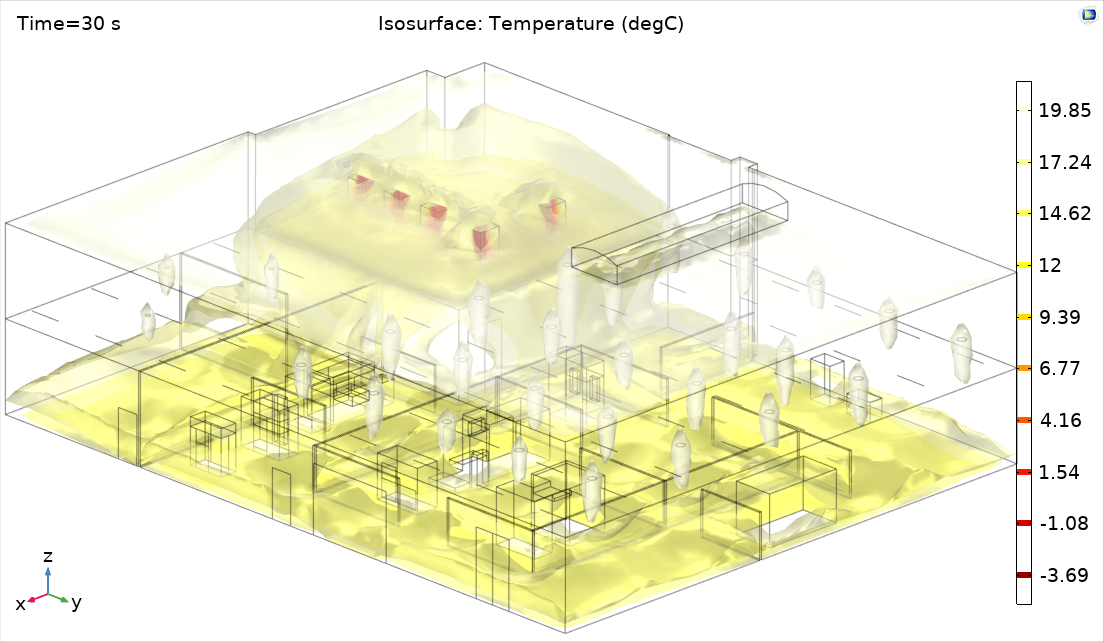 Time=30 s
Isosurface: Temperature (degC)
19.85
17.24
14.62
12
9.39
6.77
4.16
1.54
-1.08
-3.69
z
x
y